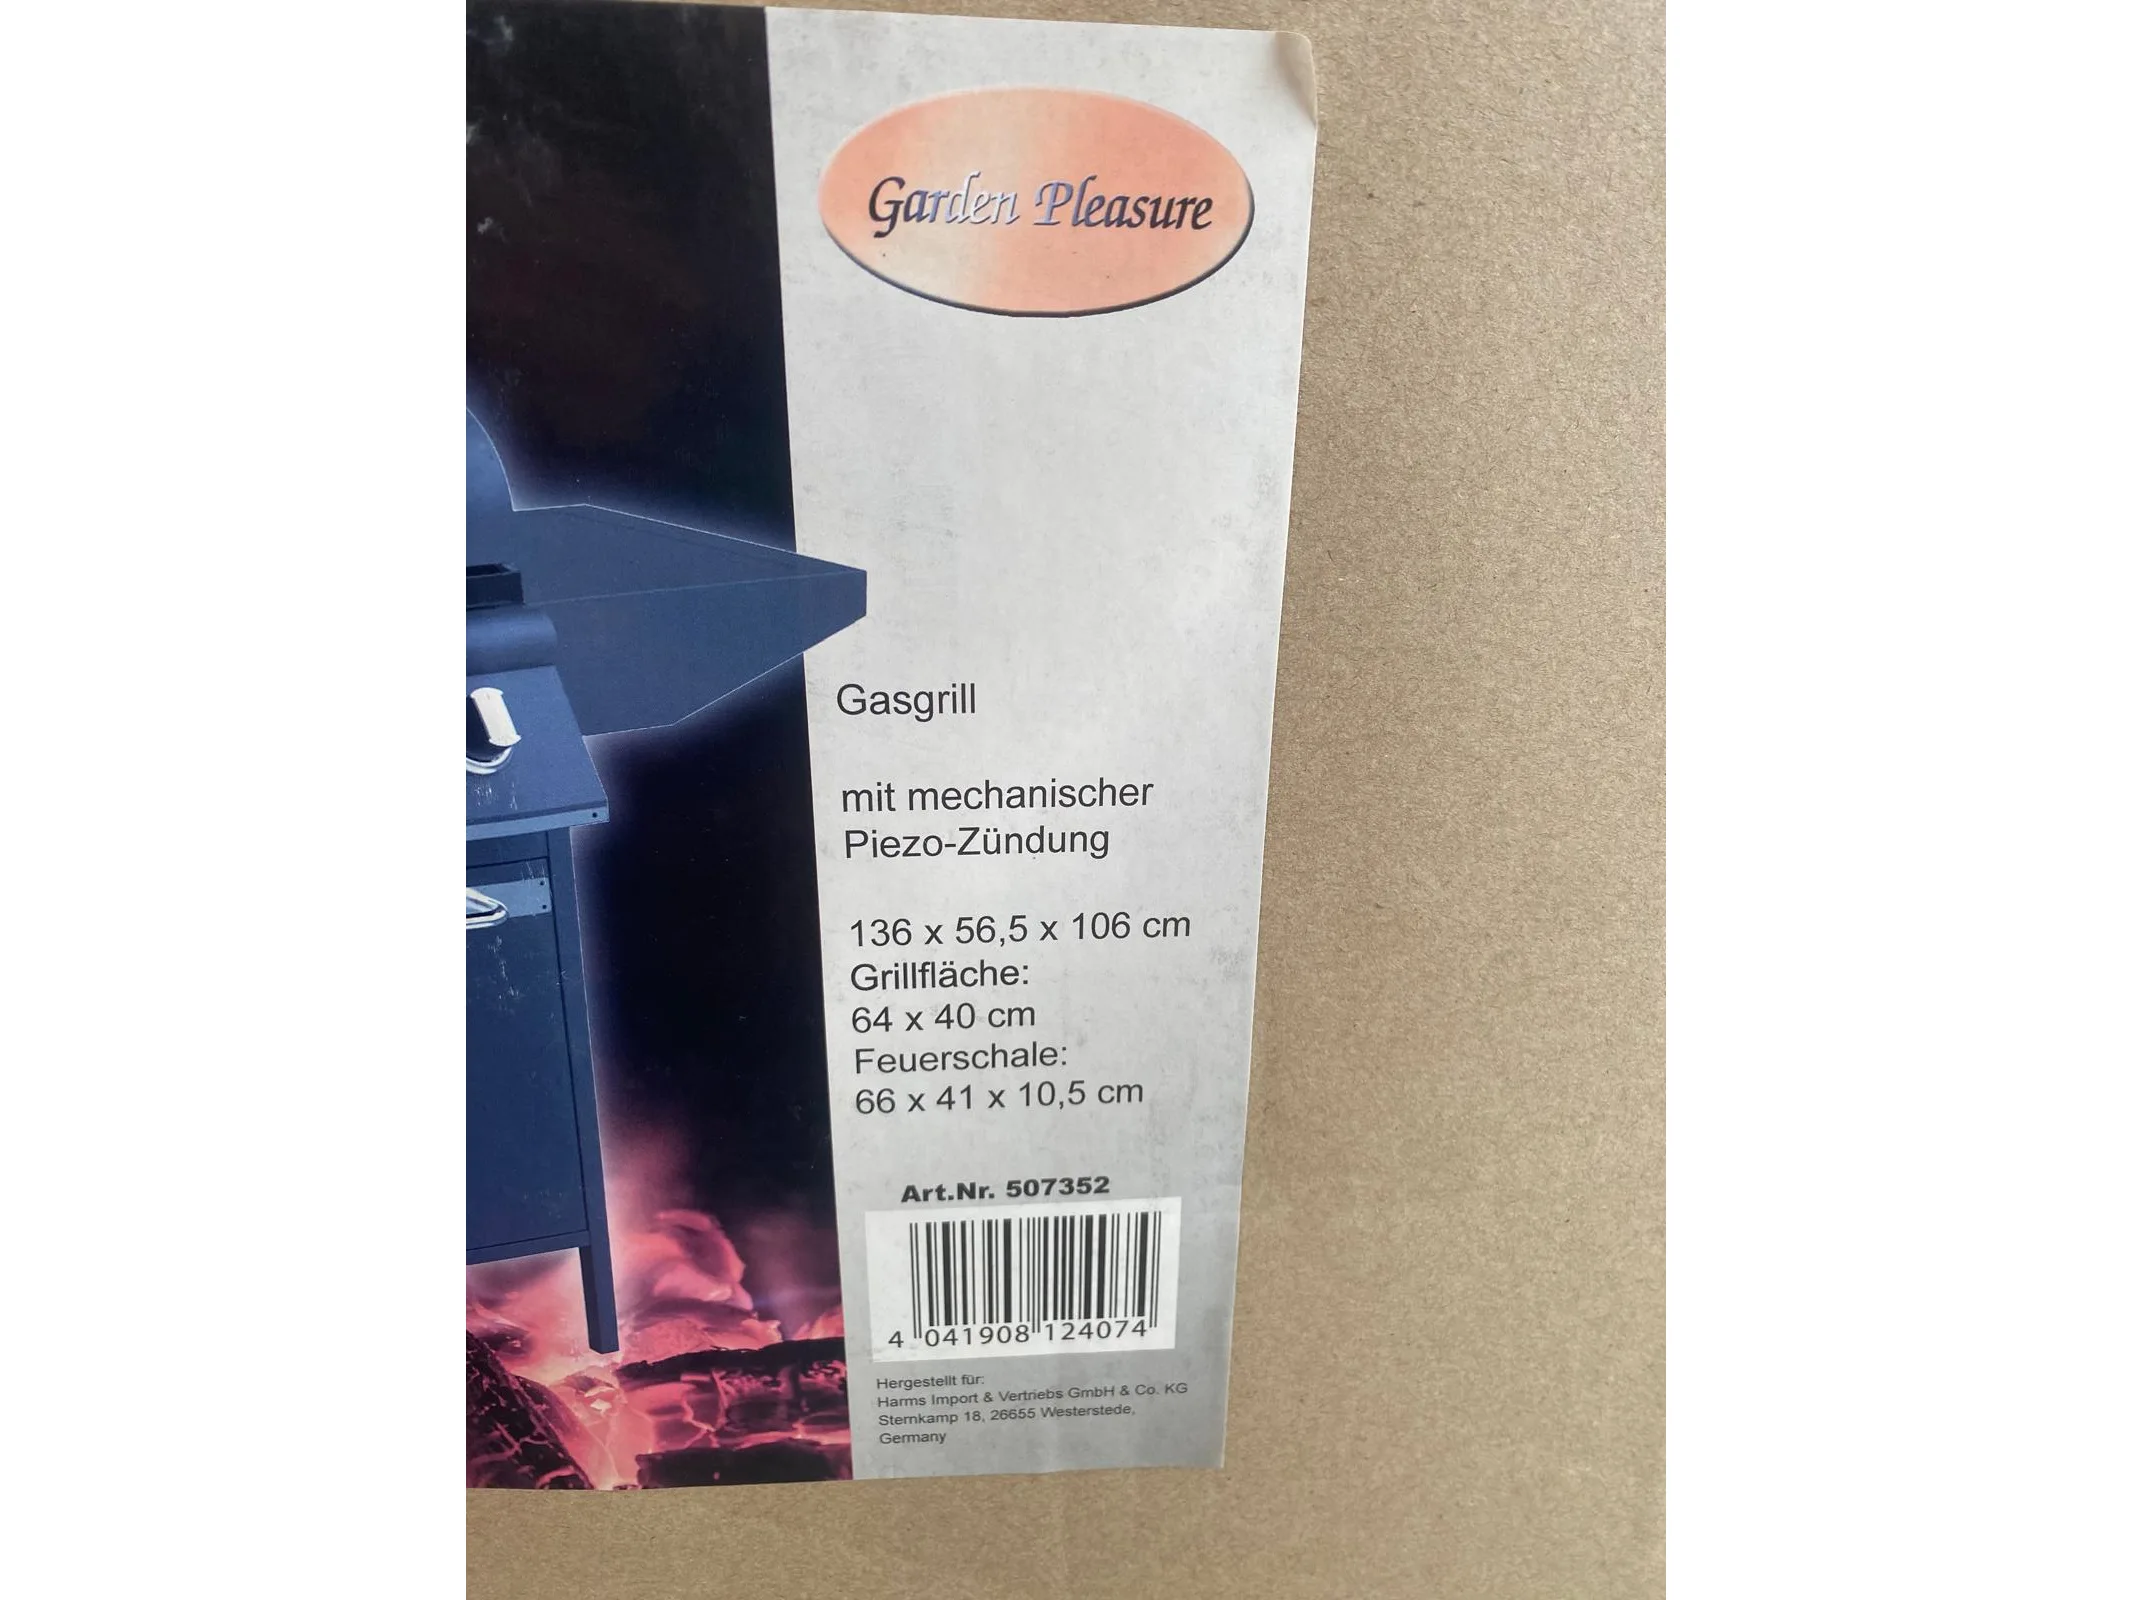 Garden Pleasure
Gasgrill
mit mechanischer
Piezo-Zündung
136 x 56,5 x 106 cm
Grillfläche:
64 x 40 cm
Feuerschale:
66 x 41 x 10,5 cm
Art.Nr. 507352
4 041908 124074
Hergestellt für:
Harms Import & Vertriebs GmbH & Co. KG
Sternkamp 18, 26655 Westerstede,
Germany